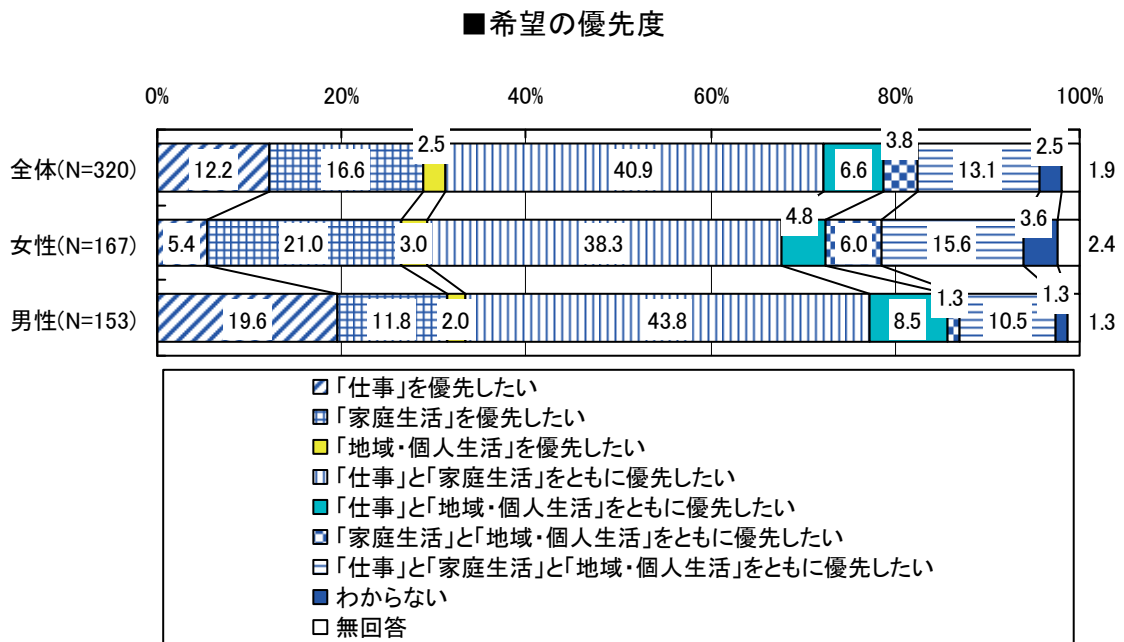 ■希望の優先度
0% 20% 40% 60% 80% 100%
全体(N=320) 12.2 16.6 2.5 40.9 6.6 3.8 13.1 2.5 1.9
女性(N=167) 5.4 21.0 3.0 38.3 4.8 6.0 15.6 3.6 2.4
男性(N=153) 19.6 11.8 2.0 43.8 8.5 1.3 10.5 1.3 1.3
「仕事」を優先したい
「家庭生活」を優先したい
「地域・個人生活」を優先したい
「仕事」と「家庭生活」をともに優先したい
「仕事」と「地域・個人生活」をともに優先したい
「家庭生活」と「地域・個人生活」をともに優先したい
「仕事」と「家庭生活」と「地域・個人生活」をともに優先したい
わからない
無回答